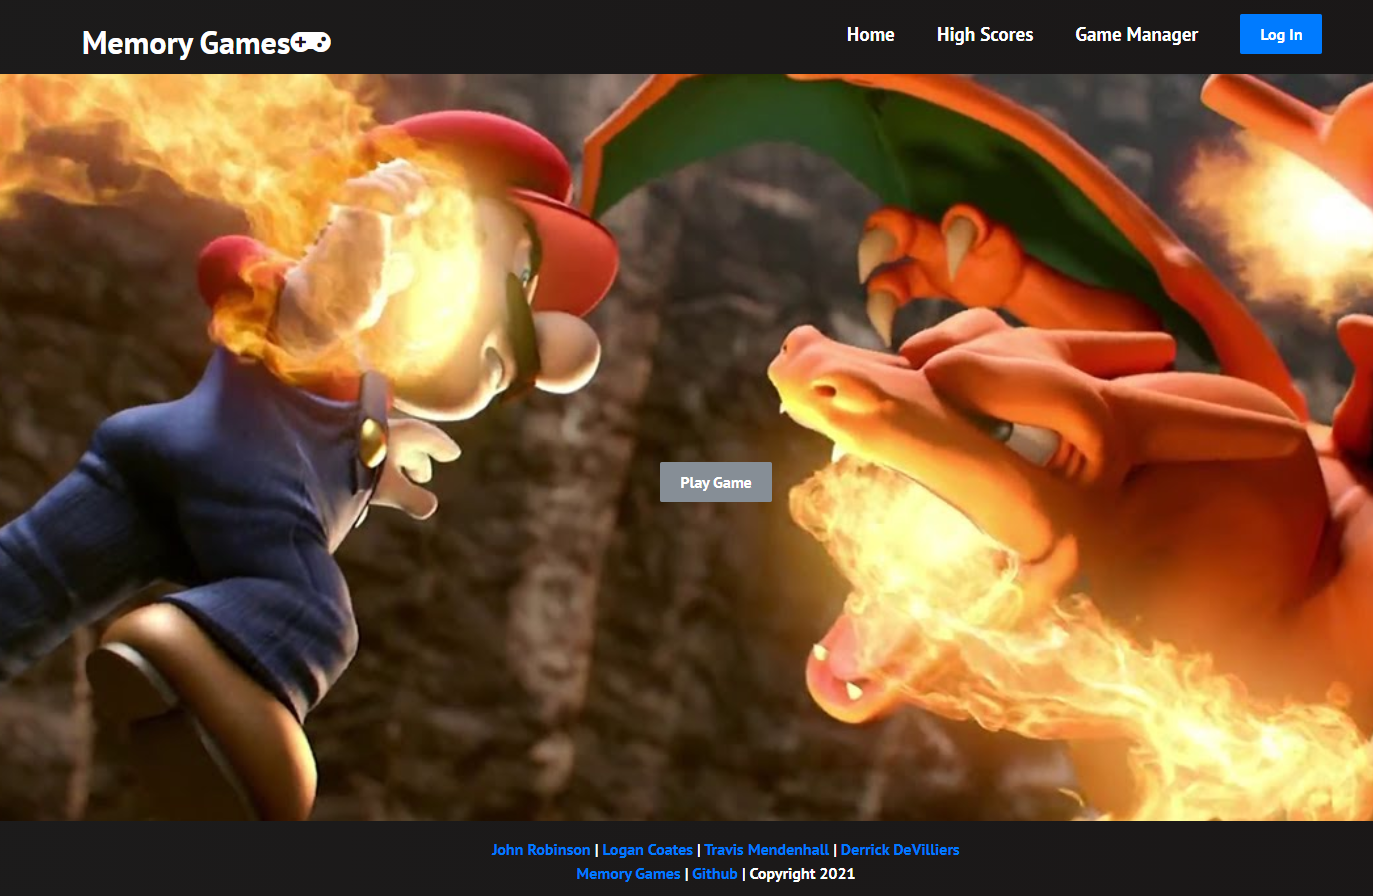 Memory Games
Home
High Scores
Game Manager
Log In
Play Game
John Robinson | Logan Coates | Travis Mendenhall | Derrick DeVilliers
Memory Games | Github | Copyright 2021